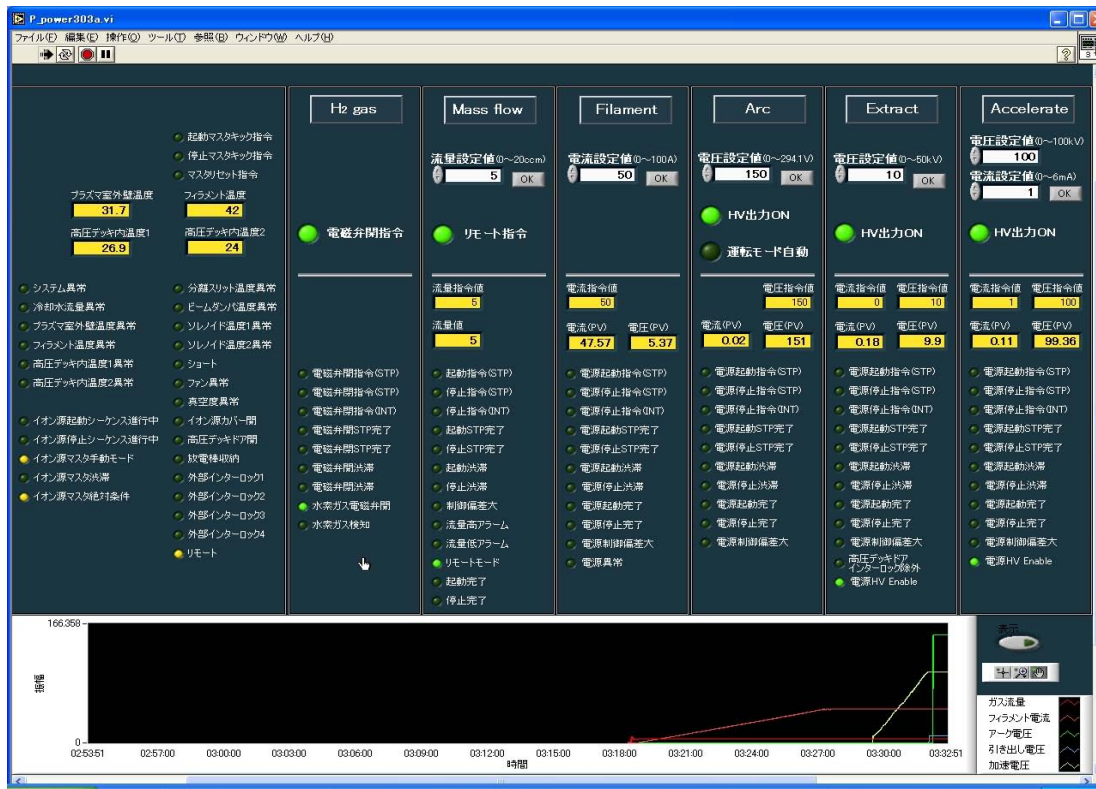 P_power303a.vi
ファイル(F) 編集(E) 操作(O) ツール(T) 参照(B) ウィンドウ(W) ヘルプ(H)
起動マスタキック指令
停止マスタキック指令
マスタリセット指令
プラズマ室外壁温度 フィラメント温度
31.7 42
高圧デッキ内温度1 高圧デッキ内温度2
26.9 24
システム異常
冷却水流量異常
プラズマ室外壁温度異常
フィラメント温度異常
高圧デッキ内温度1異常
高圧デッキ内温度2異常
イオン源起動シーケンス進行中
イオン源停止シーケンス進行中
イオン源マスタ手動モード
イオン源マスタ渋滞
イオン源マスタ絶対条件
分離スリット温度異常
ビームダンパ温度異常
ソレノイド温度1異常
ソレノイド温度2異常
ショート
ファン異常
真空度異常
イオン源カバー開
高圧デッキドア開
放電棒収納
外部インターロック1
外部インターロック2
外部インターロック3
外部インターロック4
リモート
H2 gas
電磁弁開指令
電磁弁開指令(STP)
電磁弁閉指令(STP)
電磁弁閉指令(INT)
電磁弁開STP完了
電磁弁閉STP完了
電磁弁開渋滞
電磁弁閉渋滞
水素ガス電磁弁開
水素ガス検知
Mass flow
流量設定値(0~20ccm)
5 OK
リモート指令
流量指令値
5
流量値
5
起動指令(STP)
停止指令(STP)
停止指令(INT)
起動STP完了
停止STP完了
起動渋滞
停止渋滞
制御偏差大
流量高アラーム
流量低アラーム
リモートモード
起動完了
停止完了
Filament
電流設定値(0~100A)
50 OK
電流指令値
50
電流(PV) 電圧(PV)
47.57 5.37
電源起動指令(STP)
電源停止指令(STP)
電源停止指令(INT)
電源起動STP完了
電源停止STP完了
電源起動渋滞
電源停止渋滞
電源起動完了
電源停止完了
電源制御偏差大
電源異常
Arc
電圧設定値(0~294.1V)
150 OK
HV出力ON
運転モード自動
電圧指令値
150
電流(PV) 電圧(PV)
0.02 151
電源起動指令(STP)
電源停止指令(STP)
電源停止指令(INT)
電源起動STP完了
電源停止STP完了
電源起動渋滞
電源停止渋滞
電源起動完了
電源停止完了
電源制御偏差大
Extract
電圧設定値(0~50kV)
10 OK
HV出力ON
電流指令値 電圧指令値
0 10
電流(PV) 電圧(PV)
0.18 9.9
電源起動指令(STP)
電源停止指令(STP)
電源停止指令(INT)
電源起動STP完了
電源停止STP完了
電源起動渋滞
電源停止渋滞
電源起動完了
電源停止完了
電源制御偏差大
高圧デッキドア
インターロック除外
電源HV Enable
Accelerate
電圧設定値(0~100kV)
100
電流設定値(0~6mA)
1 OK
HV出力ON
電流指令値 電圧指令値
1 100
電流(PV) 電圧(PV)
0.11 99.36
電源起動指令(STP)
電源停止指令(STP)
電源停止指令(INT)
電源起動STP完了
電源停止STP完了
電源起動渋滞
電源停止渋滞
電源起動完了
電源停止完了
電源制御偏差大
電源HV Enable
166.358
振幅
0
02:53:51 02:57:00 03:00:00 03:03:00 03:06:00 03:09:00 03:12:00 03:15:00 03:18:00 03:21:00 03:24:00 03:27:00 03:30:00 03:32:51
時間
表示
ガス流量
フィラメント電流
アーク電圧
引き出し電圧
加速電圧